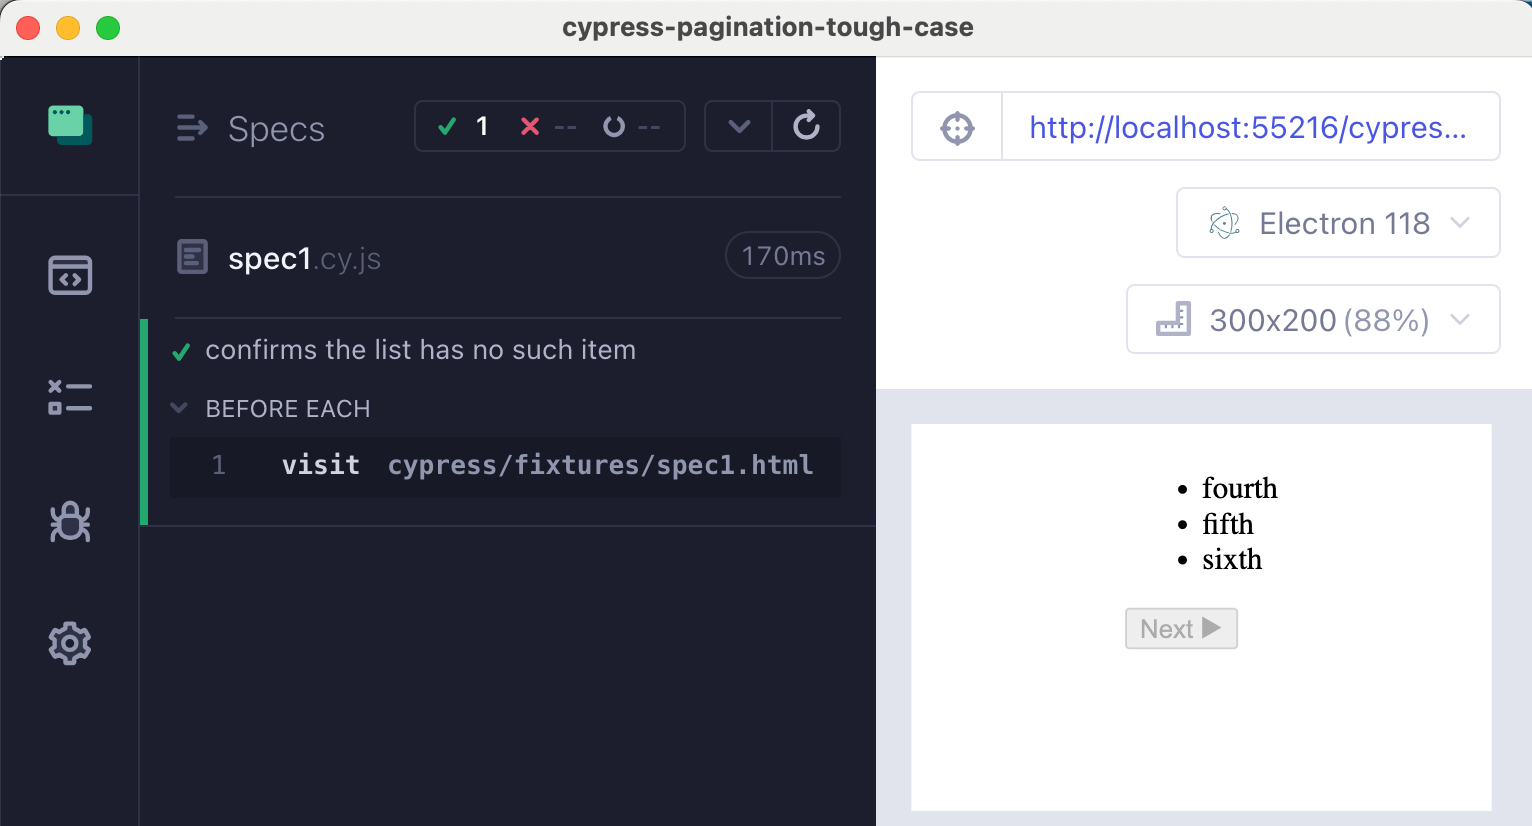 cypress-pagination-tough-case
Specs
1 -- --
spec1.cy.js
170ms
confirms the list has no such item
BEFORE EACH
1 visit cypress/fixtures/spec1.html
http://localhost:55216/cypres...
Electron 118
300x200 (88%)
• fourth
• fifth
• sixth
Next ▶